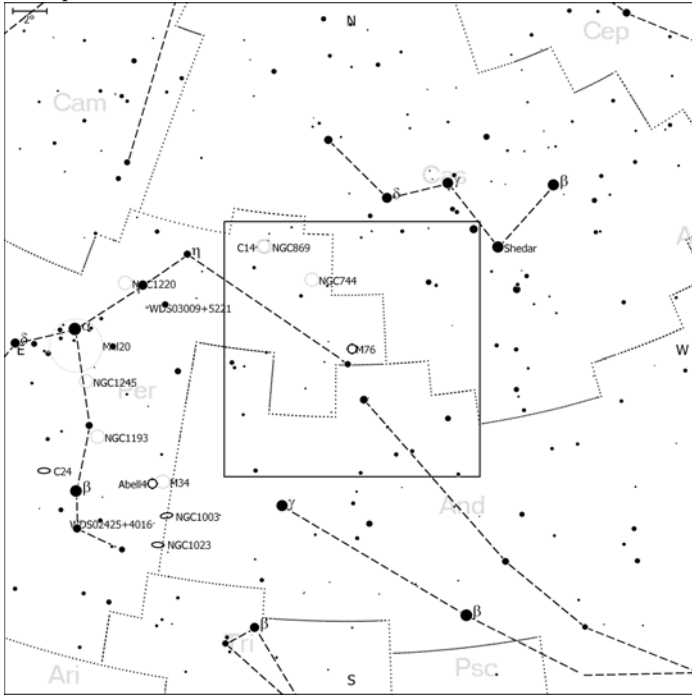 2°
N
Cep
Cam
Cas
δ
γ
β
Shedar
A
C14
NGC869
η
NGC1220
γ
NGC744
WDS03009+5221
δ
α
E
Mel20
M76
W
Per
NGC1245
NGC1193
C24
Abell4
M34
β
And
γ
WDS02425+4016
NGC1003
NGC1023
β
β
Tri
Psc
Ari
S